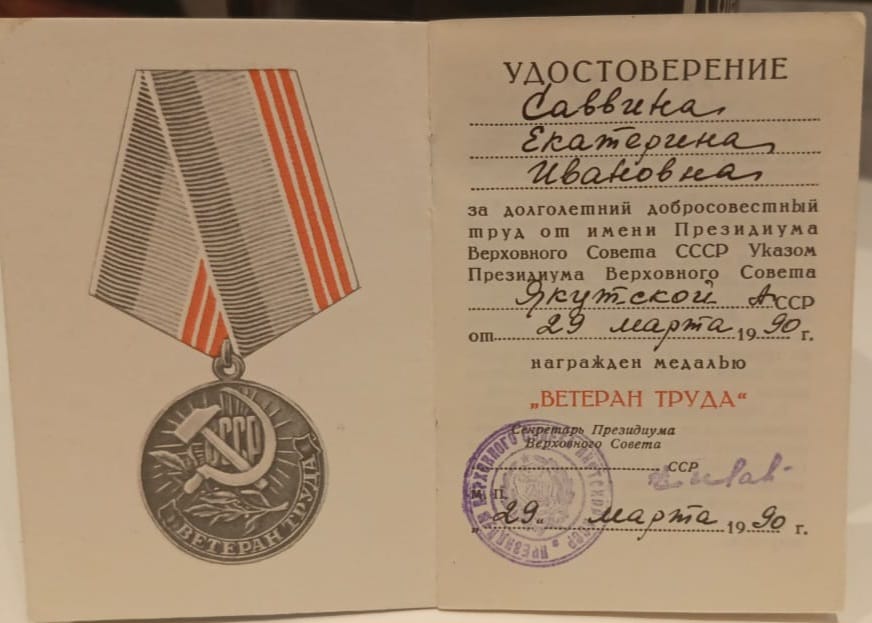 СССР
ВЕТЕРАН ТРУДА
УДОСТОВЕРЕНИЕ
Саввина
Екатерина
Ивановна
за долголетний добросовестный
труд от имени Президиума
Верховного Совета СССР Указом
Президиума Верховного Совета
Якутской АССР
от 29 марта 1990 г.
награжден медалью
„ВЕТЕРАН ТРУДА“
Секретарь Президиума
Верховного Совета
ССР
М. П.
„29„ марта 1990 г.